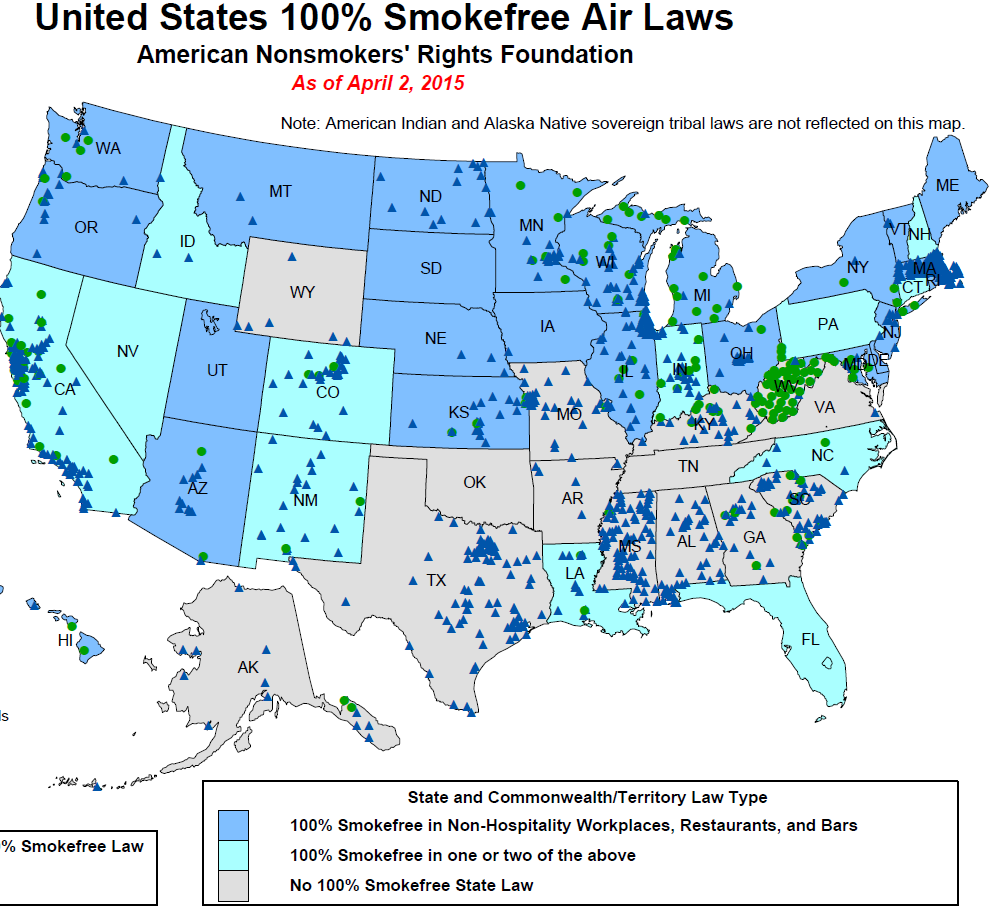 United States 100% Smokefree Air Laws
American Nonsmokers' Rights Foundation
As of April 2, 2015
Note: American Indian and Alaska Native sovereign tribal laws are not reflected on this map.
WA
ME
MT
ND
VT
NH
OR
MN
ID
SD
WI
NY
MA
RI
WY
MI
CT
IA
PA
NJ
NE
NV
OH
UT
IL
IN
MD
DE
CA
CO
WV
KS
MO
KY
VA
NC
TN
AZ
OK
NM
AR
SC
MS
AL
GA
TX
LA
HI
FL
AK
ls
State and Commonwealth/Territory Law Type
100% Smokefree in Non-Hospitality Workplaces, Restaurants, and Bars
% Smokefree Law
100% Smokefree in one or two of the above
No 100% Smokefree State Law